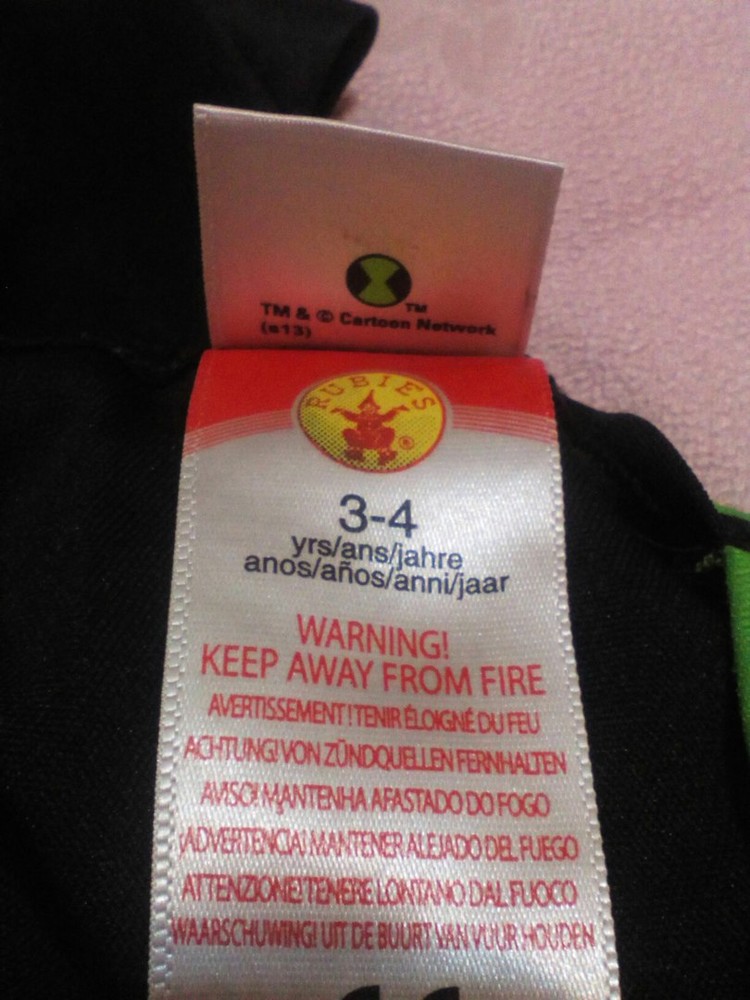 TM
TM & © Cartoon Network
(s13)
RUBIE'S
®
3-4
yrs/ans/jahre
anos/años/anni/jaar
WARNING!
KEEP AWAY FROM FIRE
AVERTISSEMENT ! TENIR ÉLOIGNÉ DU FEU
ACHTUNG! VON ZÜNDQUELLEN FERNHALTEN
AVISO! MANTENHA AFASTADO DO FOGO
¡ADVERTENCIA! MANTENER ALEJADO DEL FUEGO
ATTENZIONE! TENERE LONTANO DAL FUOCO
WAARSCHUWING! UIT DE BUURT VAN VUUR HOUDEN